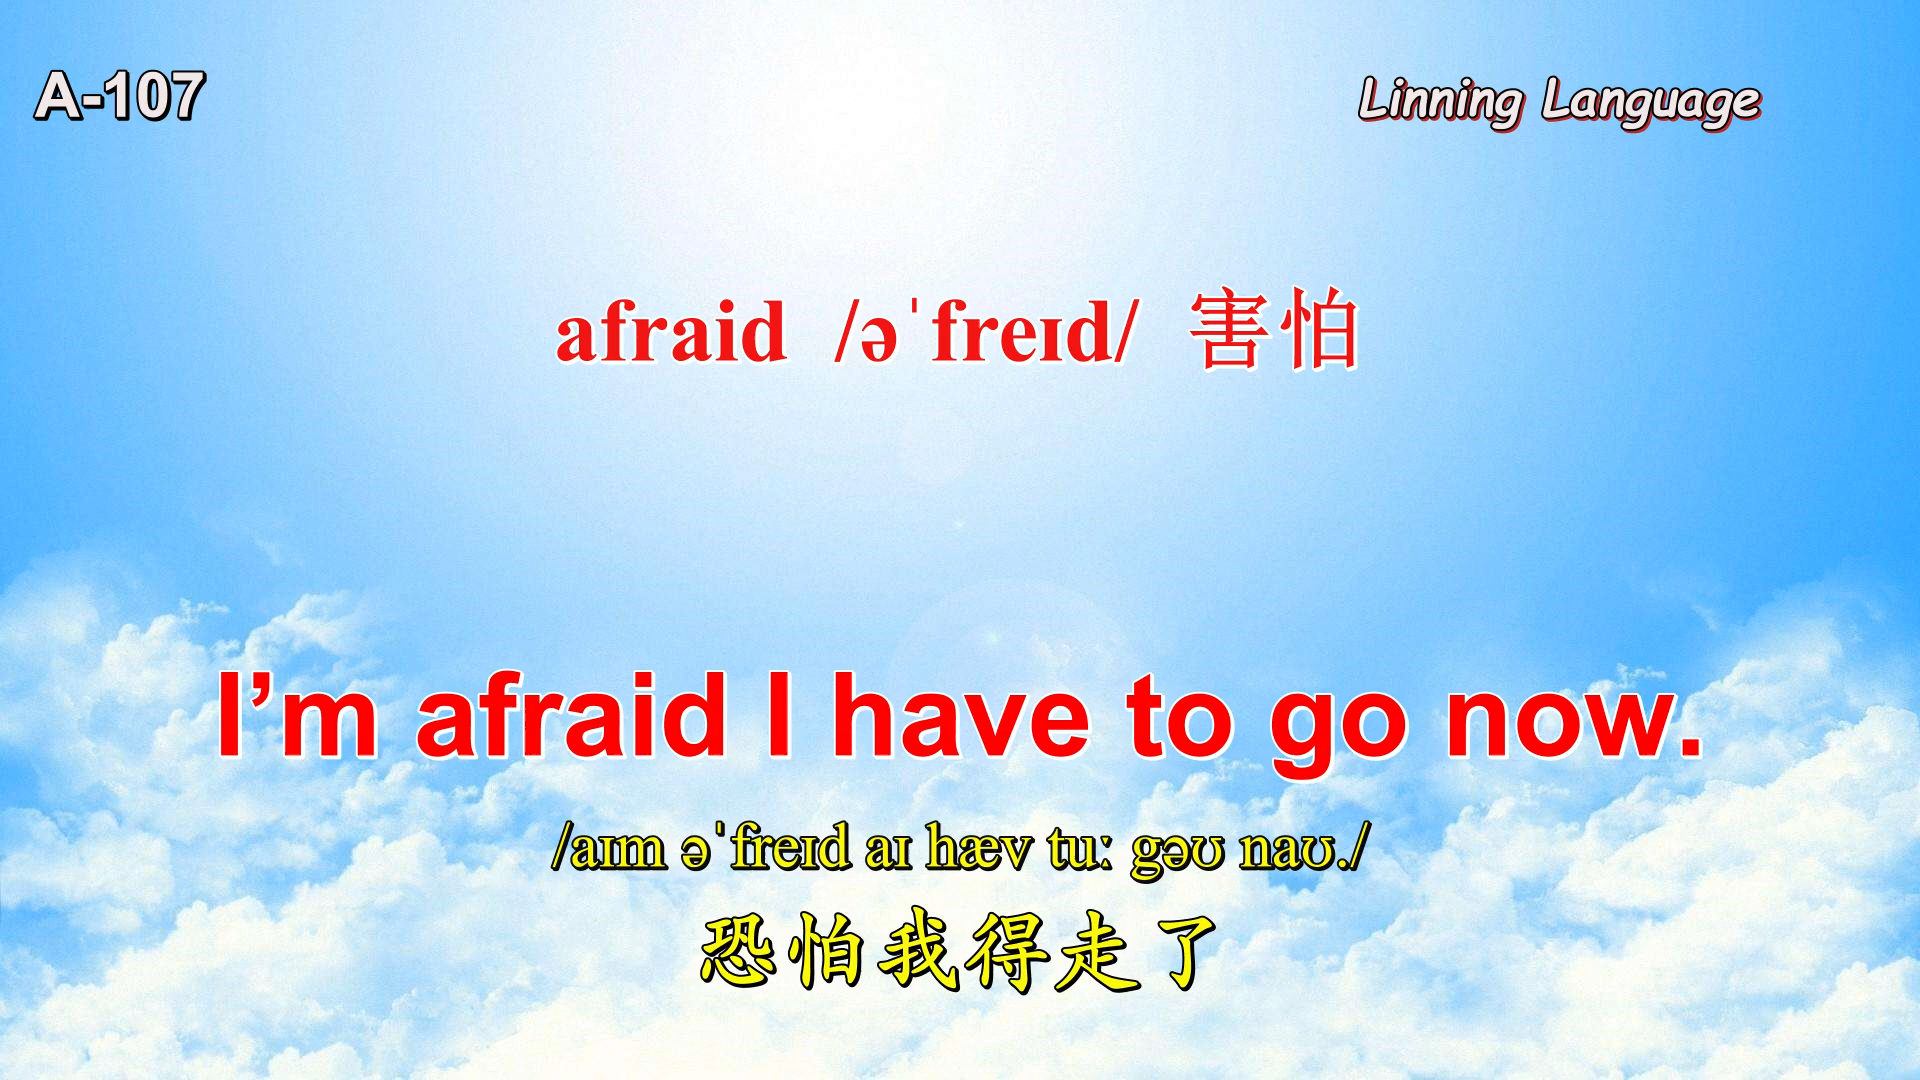 A-107
Linning Language
afraid /əˈfreɪd/ 害怕
I’m afraid I have to go now.
/aɪm əˈfreɪd aɪ hæv tuː gəʊ naʊ./
恐怕我得走了